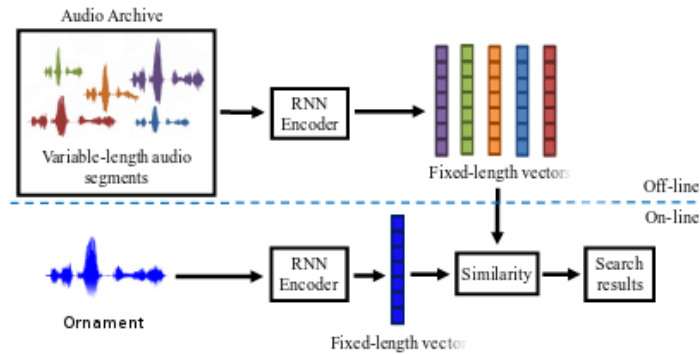 Audio Archive
Variable-length audio
segments
RNN
Encoder
Fixed-length vectors
Off-line
On-line
Ornament
RNN
Encoder
Fixed-length vector
Similarity
Search
results